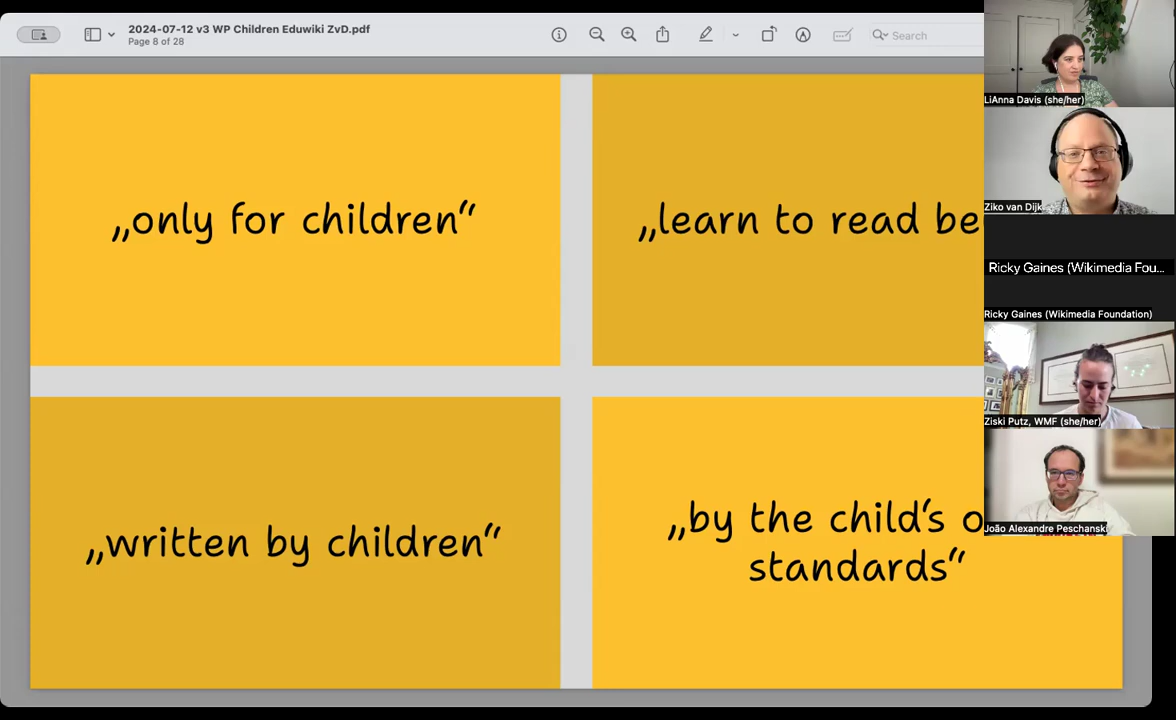 2024-07-12 v3 WP Children Eduwiki ZvD.pdf
Page 8 of 28
Search
„only for children“
„learn to read be
„written by children“
„by the child‘s o
standards“
LiAnna Davis (she/her)
Ziko van Dijk
Ricky Gaines (Wikimedia Fou...
Ricky Gaines (Wikimedia Foundation)
Ziski Putz, WMF (she/her)
João Alexandre Peschanski